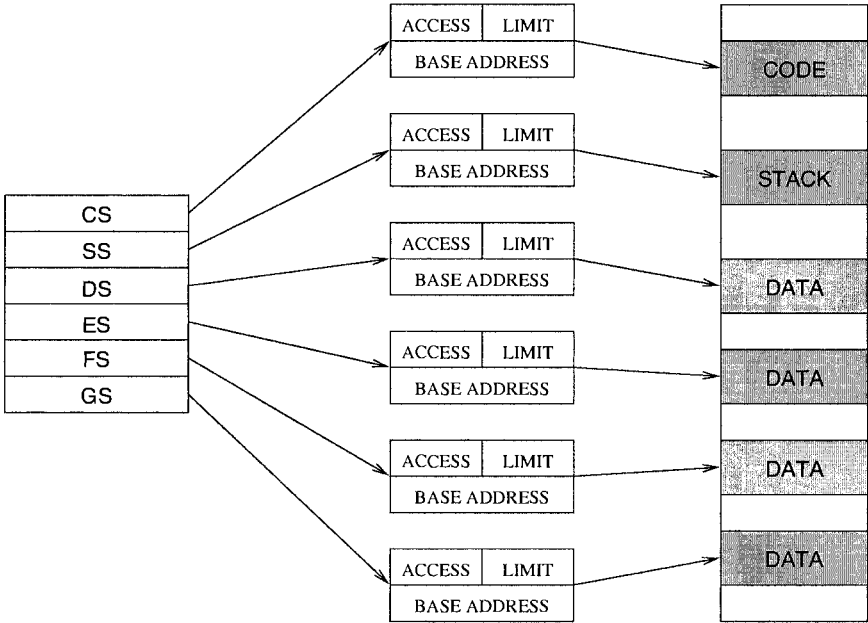 CS
SS
DS
ES
FS
GS
ACCESS LIMIT
BASE ADDRESS
ACCESS LIMIT
BASE ADDRESS
ACCESS LIMIT
BASE ADDRESS
ACCESS LIMIT
BASE ADDRESS
ACCESS LIMIT
BASE ADDRESS
ACCESS LIMIT
BASE ADDRESS
CODE
STACK
DATA
DATA
DATA
DATA